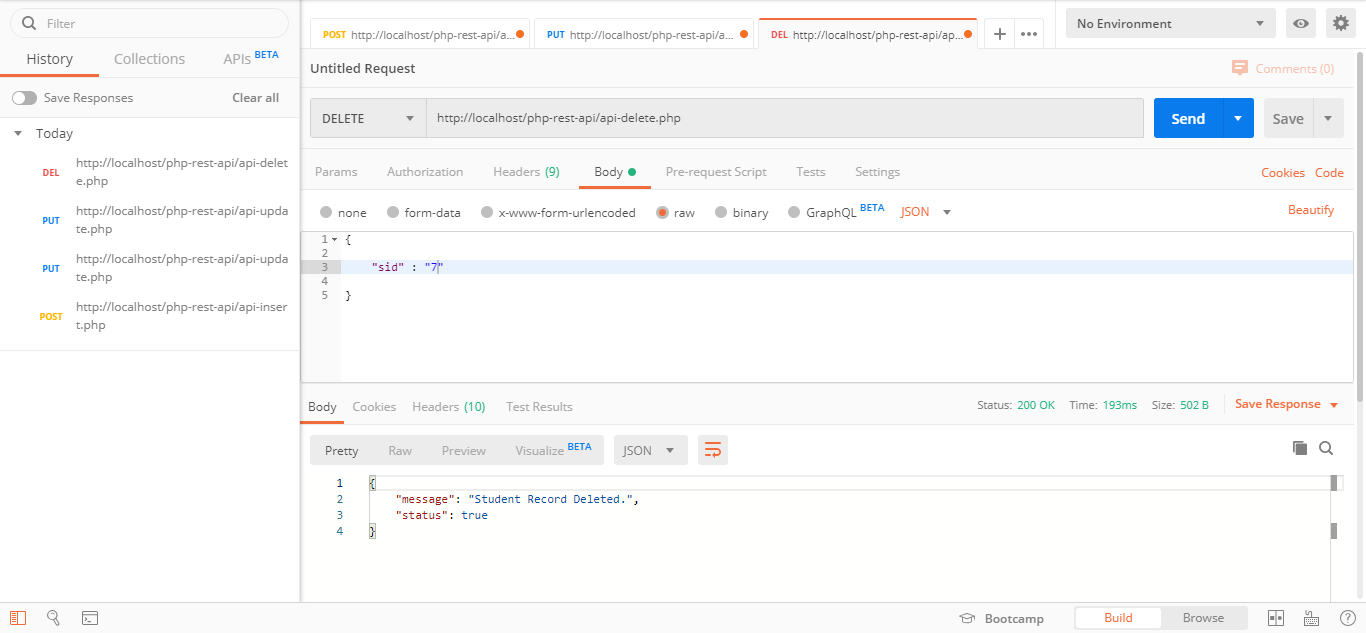 Filter
History Collections APIs BETA
Save Responses Clear all
Today
DEL http://localhost/php-rest-api/api-delet
e.php
PUT http://localhost/php-rest-api/api-upda
te.php
PUT http://localhost/php-rest-api/api-upda
te.php
POST http://localhost/php-rest-api/api-inser
t.php
POST http://localhost/php-rest-api/a... PUT http://localhost/php-rest-api/a... DEL http://localhost/php-rest-api/ap... + ••• No Environment
Untitled Request Comments (0)
DELETE http://localhost/php-rest-api/api-delete.php Send Save
Params Authorization Headers (9) Body Pre-request Script Tests Settings Cookies Code
none form-data x-www-form-urlencoded raw binary GraphQL BETA JSON Beautify
1 {
2
3 "sid" : "7"
4
5 }
Body Cookies Headers (10) Test Results Status: 200 OK Time: 193ms Size: 502 B Save Response
Pretty Raw Preview Visualize BETA JSON
1 {
2 "message": "Student Record Deleted.",
3 "status": true
4 }
Bootcamp Build Browse ?